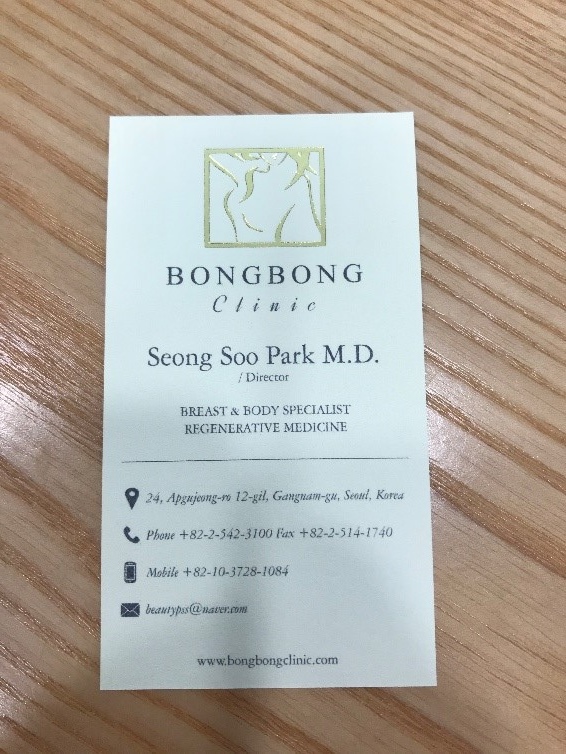 BONGBONG
Clinic
Seong Soo Park M.D.
/ Director
BREAST & BODY SPECIALIST
REGENERATIVE MEDICINE
24, Apgujeong-ro 12-gil, Gangnam-gu, Seoul, Korea
Phone +82-2-542-3100 Fax +82-2-514-1740
Mobile +82-10-3728-1084
beautypss@naver.com
www.bongbongclinic.com